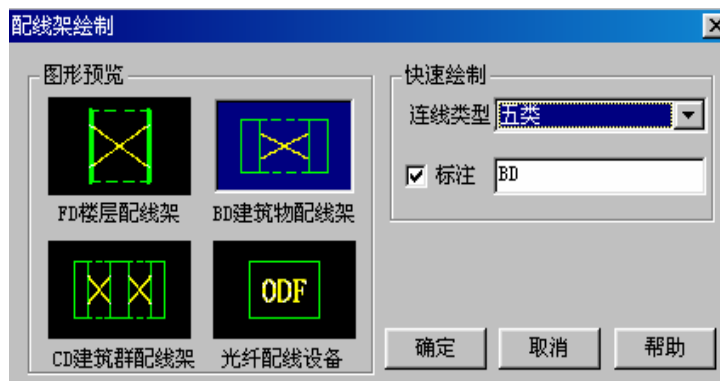 配线架绘制
图形预览
FD楼层配线架
BD建筑物配线架
ODF
CD建筑群配线架
光纤配线设备
快速绘制
连线类型 五类
标注 BD
确定 取消 帮助